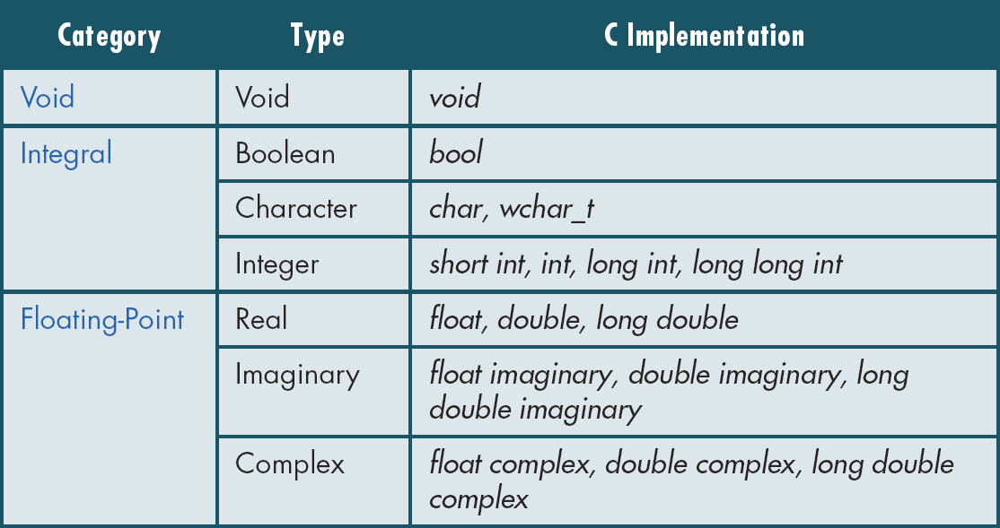 Category Type C Implementation
Void Void void
Integral Boolean bool
Character char, wchar_t
Integer short int, int, long int, long long int
Floating-Point Real float, double, long double
Imaginary float imaginary, double imaginary, long
double imaginary
Complex float complex, double complex, long double
complex